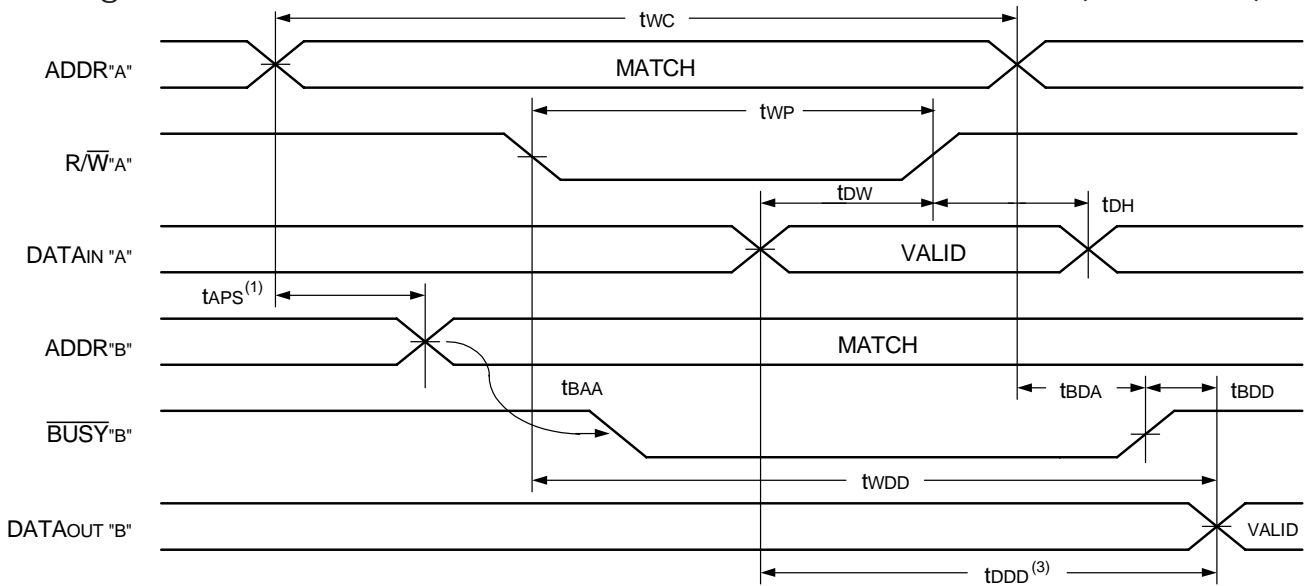 tWC
ADDR"A"
MATCH
tWP
R/W"A"
tDW
tDH
DATAIN "A"
VALID
tAPS(1)
ADDR"B"
MATCH
tBAA
tBDA
tBDD
BUSY"B"
tWDD
DATAOUT "B"
VALID
tDDD(3)